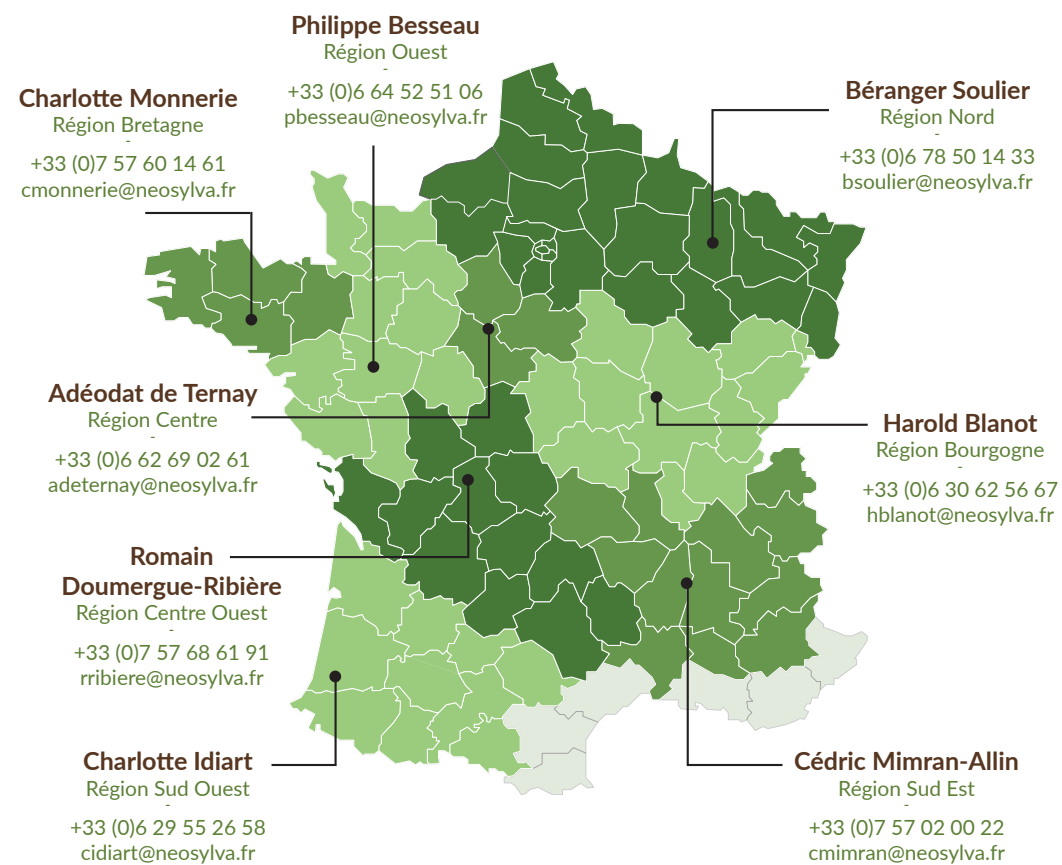 Philippe Besseau
Région Ouest
-
+33 (0)6 64 52 51 06
pbesseau@neosylva.fr
Charlotte Monnerie
Région Bretagne
-
+33 (0)7 57 60 14 61
cmonnerie@neosylva.fr
Béranger Soulier
Région Nord
-
+33 (0)6 78 50 14 33
bsoulier@neosylva.fr
Adéodat de Ternay
Région Centre
-
+33 (0)6 62 69 02 61
adeternay@neosylva.fr
Harold Blanot
Région Bourgogne
-
+33 (0)6 30 62 56 67
hblanot@neosylva.fr
Romain
Doumergue-Ribière
Région Centre Ouest
-
+33 (0)7 57 68 61 91
rribiere@neosylva.fr
Charlotte Idiart
Région Sud Ouest
-
+33 (0)6 29 55 26 58
cidiart@neosylva.fr
Cédric Mimran-Allin
Région Sud Est
-
+33 (0)7 57 02 00 22
cmimran@neosylva.fr